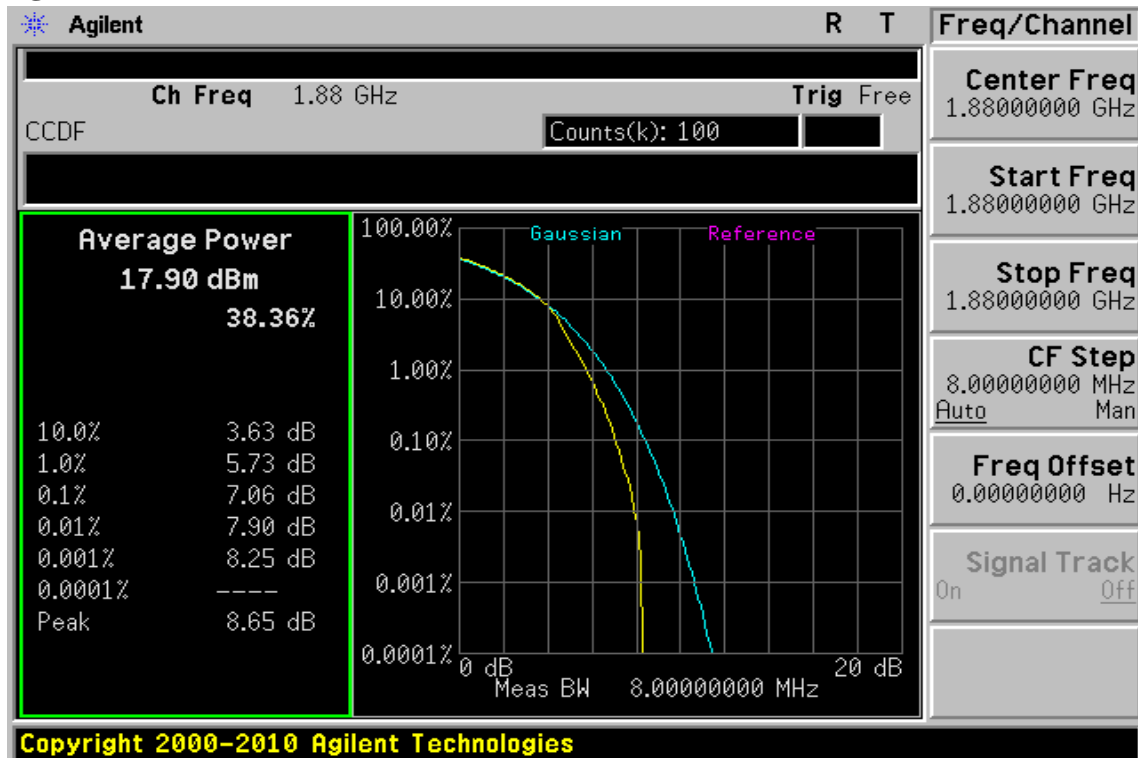 Agilent R T
Freq/Channel
Ch Freq 1.88 GHz Trig Free
CCDF Counts(k): 100
Average Power
17.90 dBm
38.36%
10.0% 3.63 dB
1.0% 5.73 dB
0.1% 7.06 dB
0.01% 7.90 dB
0.001% 8.25 dB
0.0001% ----
Peak 8.65 dB
Gaussian Reference
100.00%
10.00%
1.00%
0.10%
0.01%
0.001%
0.0001%
0 dB 20 dB
Meas BW 8.00000000 MHz
Center Freq
1.88000000 GHz
Start Freq
1.88000000 GHz
Stop Freq
1.88000000 GHz
CF Step
8.00000000 MHz
Auto Man
Freq Offset
0.00000000 Hz
Signal Track
On Off
Copyright 2000-2010 Agilent Technologies